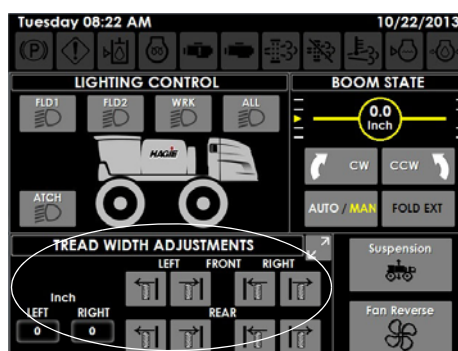 Tuesday 08:22 AM 10/22/2013
(P)
LIGHTING CONTROL
FLD1 FLD2 WRK ALL
HAGIE
ATCH
BOOM STATE
0.0
Inch
CW CCW
AUTO / MAN FOLD EXT
TREAD WIDTH ADJUSTMENTS
LEFT FRONT RIGHT
Inch
LEFT RIGHT
0 0
REAR
Suspension
Fan Reverse